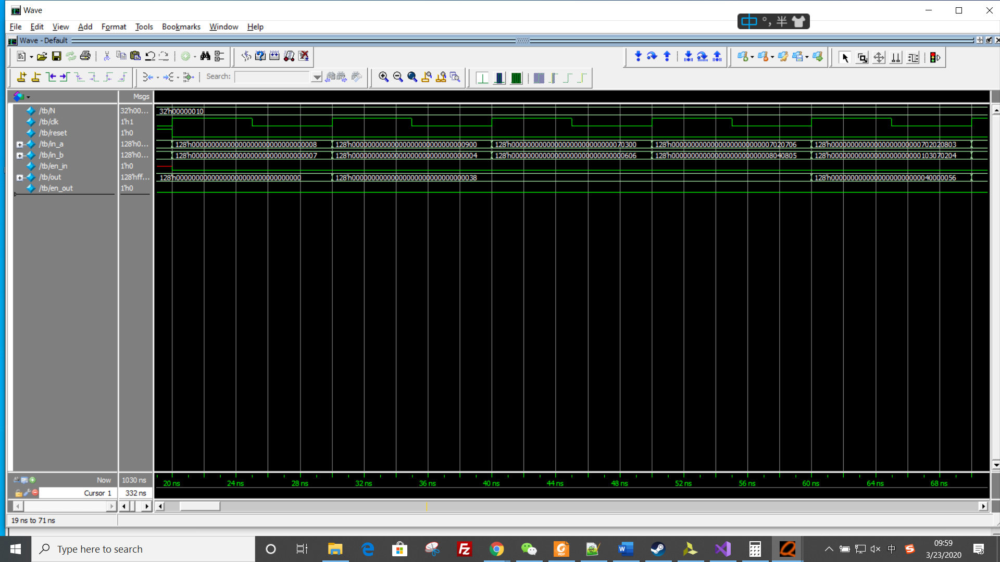 Wave
File Edit View Add Format Tools Bookmarks Window Help
中 °, 半
Wave - Default
Search:
Msgs
/tb/N 32'h00... 32'h00000010
/tb/clk 1'h1
/tb/reset 1'h0
/tb/in_a 128'h0... 128'h00000000000000000000000000000008 128'h00000000000000000000000000000900 128'h00000000000000000000000000070300 128'h00000000000000000000000007020706 128'h00000000000000000000000702020803
/tb/in_b 128'h0... 128'h00000000000000000000000000000007 128'h00000000000000000000000000000004 128'h00000000000000000000000000000606 128'h00000000000000000000000008040805 128'h00000000000000000000000103070204
/tb/en_in 1'h0
/tb/out 128'hff... 128'h00000000000000000000000000000000 128'h00000000000000000000000000000038 128'h00000000000000000000000040000056
/tb/en_out 1'h0
Now 1030 ns
20 ns 24 ns 28 ns 32 ns 36 ns 40 ns 44 ns 48 ns 52 ns 56 ns 60 ns 64 ns 68 ns
Cursor 1 332 ns
19 ns to 71 ns
Type here to search
中
09:59
3/23/2020